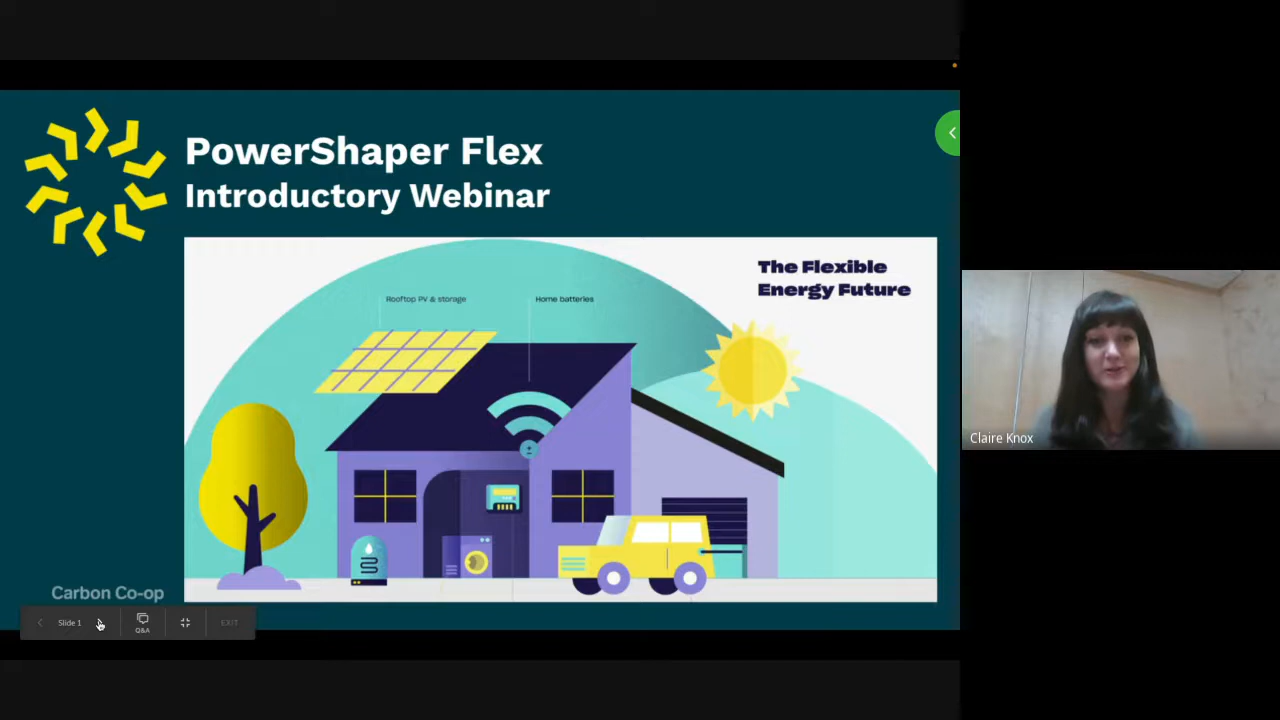 PowerShaper Flex
Introductory Webinar
The Flexible
Energy Future
Rooftop PV & storage
Home batteries
Claire Knox
Carbon Co-op
Slide 1
Q&A
EXIT